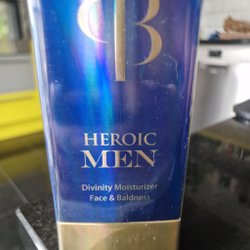 HEROIC
MEN
Divinity Moisturizer
Face & Baldness